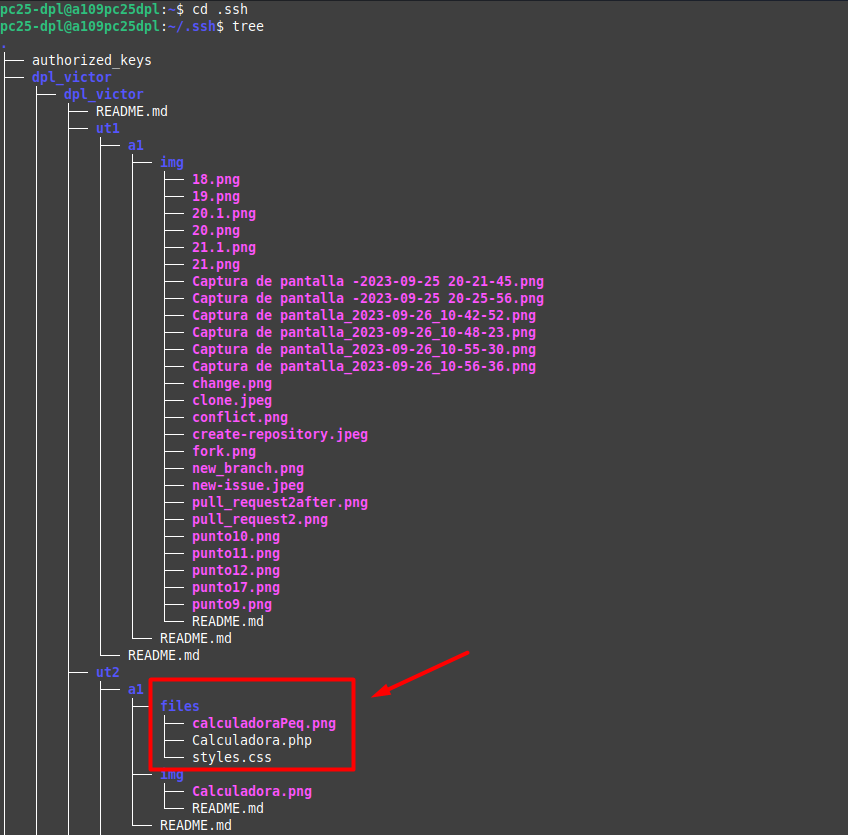 pc25-dpl@a109pc25dpl:~$ cd .ssh
pc25-dpl@a109pc25dpl:~/.ssh$ tree
.
├── authorized_keys
├── dpl_victor
│   ├── dpl_victor
│   │   ├── README.md
│   │   ├── ut1
│   │   │   ├── a1
│   │   │   │   ├── img
│   │   │   │   │   ├── 18.png
│   │   │   │   │   ├── 19.png
│   │   │   │   │   ├── 20.1.png
│   │   │   │   │   ├── 20.png
│   │   │   │   │   ├── 21.1.png
│   │   │   │   │   ├── 21.png
│   │   │   │   │   ├── Captura de pantalla -2023-09-25 20-21-45.png
│   │   │   │   │   ├── Captura de pantalla -2023-09-25 20-25-56.png
│   │   │   │   │   ├── Captura de pantalla_2023-09-26_10-42-52.png
│   │   │   │   │   ├── Captura de pantalla_2023-09-26_10-48-23.png
│   │   │   │   │   ├── Captura de pantalla_2023-09-26_10-55-30.png
│   │   │   │   │   ├── Captura de pantalla_2023-09-26_10-56-36.png
│   │   │   │   │   ├── change.png
│   │   │   │   │   ├── clone.jpeg
│   │   │   │   │   ├── conflict.png
│   │   │   │   │   ├── create-repository.jpeg
│   │   │   │   │   ├── fork.png
│   │   │   │   │   ├── new_branch.png
│   │   │   │   │   ├── new-issue.jpeg
│   │   │   │   │   ├── pull_request2after.png
│   │   │   │   │   ├── pull_request2.png
│   │   │   │   │   ├── punto10.png
│   │   │   │   │   ├── punto11.png
│   │   │   │   │   ├── punto12.png
│   │   │   │   │   ├── punto17.png
│   │   │   │   │   ├── punto9.png
│   │   │   │   │   └── README.md
│   │   │   │   └── README.md
│   │   │   └── README.md
│   │   ├── ut2
│   │   │   ├── a1
│   │   │   │   ├── files
│   │   │   │   │   ├── calculadoraPeq.png
│   │   │   │   │   ├── Calculadora.php
│   │   │   │   │   └── styles.css
│   │   │   │   ├── img
│   │   │   │   │   ├── Calculadora.png
│   │   │   │   │   └── README.md
│   │   │   │   └── README.md